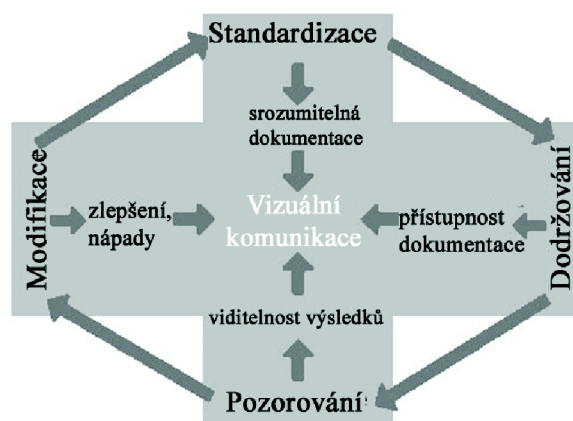 Standardizace
srozumitelná
dokumentace
Modifikace
zlepšení,
nápady
Vizuální
komunikace
přístupnost
dokumentace
Dodržování
viditelnost výsledků
Pozorování